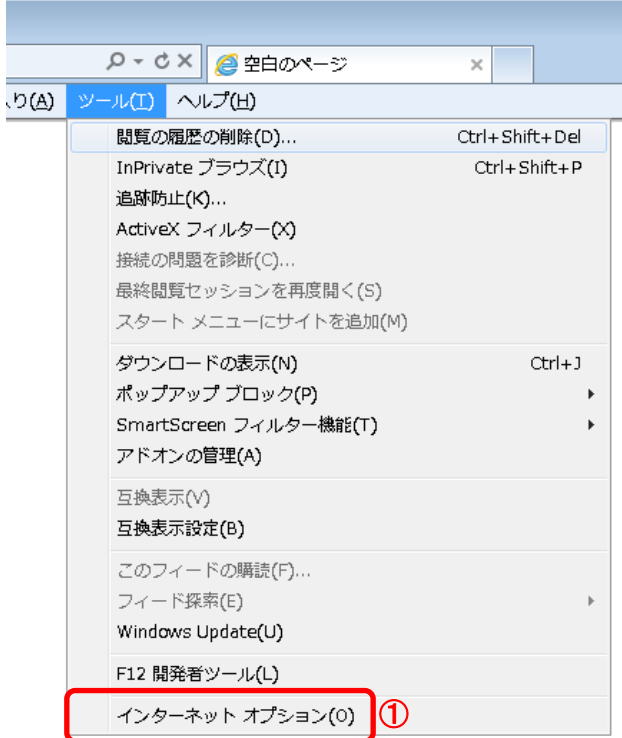 空白のページ
入り(A) ツール(T) ヘルプ(H)
閲覧の履歴の削除(D)... Ctrl+Shift+Del
InPrivate ブラウズ(I) Ctrl+Shift+P
追跡防止(K)...
ActiveX フィルター(X)
接続の問題を診断(C)...
最終閲覧セッションを再度開く(S)
スタート メニューにサイトを追加(M)
ダウンロードの表示(N) Ctrl+J
ポップアップ ブロック(P)
SmartScreen フィルター機能(T)
アドオンの管理(A)
互換表示(V)
互換表示設定(B)
このフィードの購読(F)...
フィード探索(E)
Windows Update(U)
F12 開発者ツール(L)
インターネット オプション(O) ①